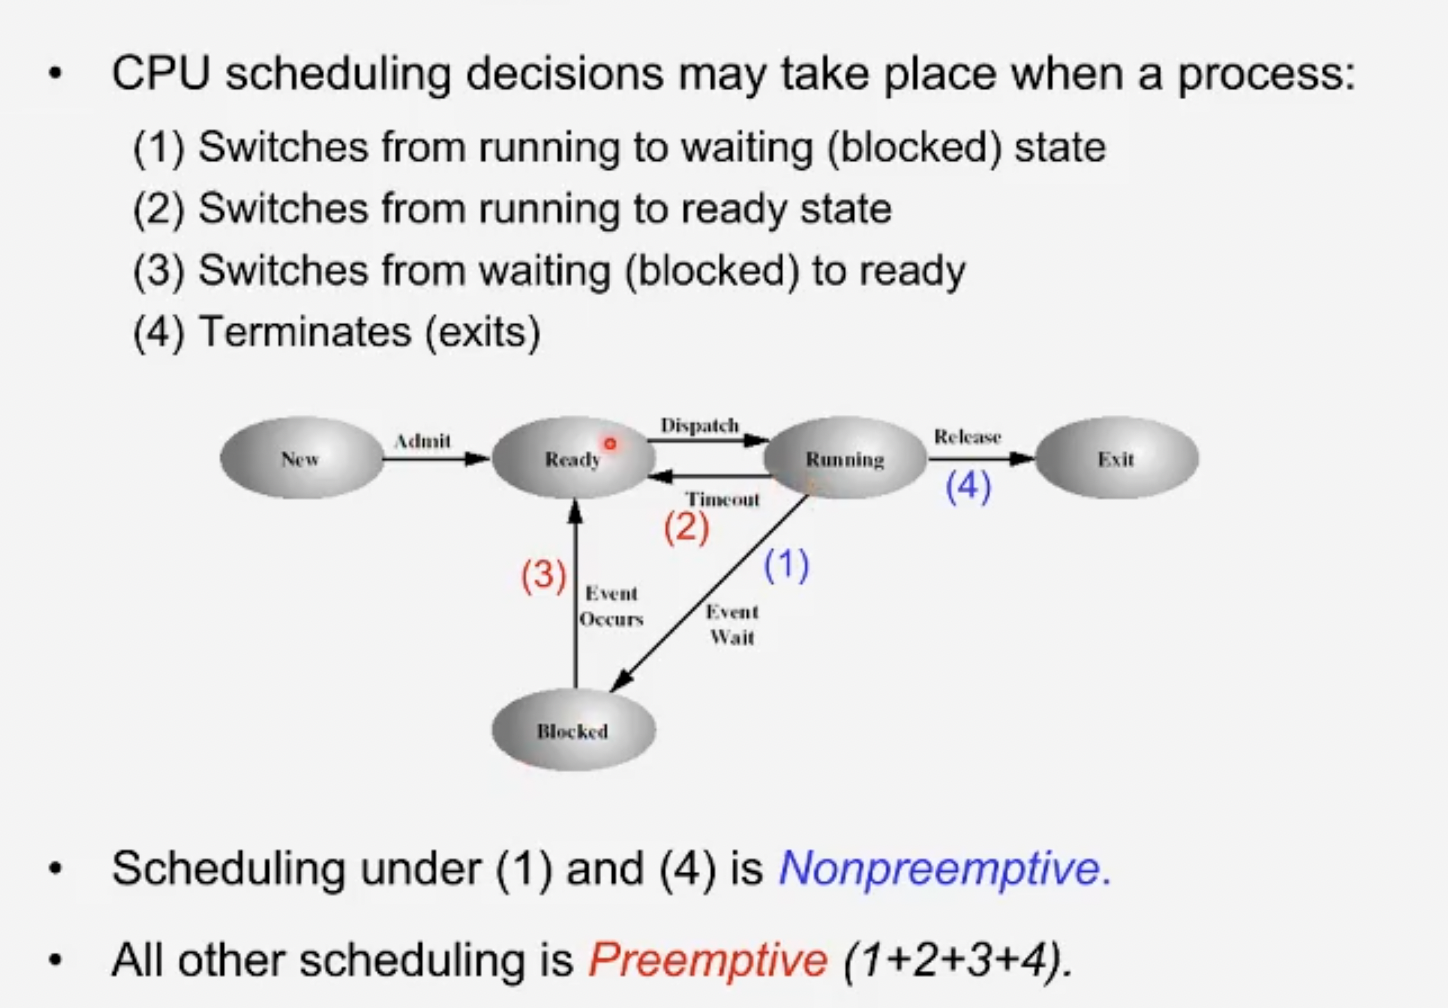 • CPU scheduling decisions may take place when a process:
(1) Switches from running to waiting (blocked) state
(2) Switches from running to ready state
(3) Switches from waiting (blocked) to ready
(4) Terminates (exits)
New
Admit
Ready
Dispatch
Timeout
(2)
Running
Release
(4)
Exit
(3)
Event
Occurs
(1)
Event
Wait
Blocked
• Scheduling under (1) and (4) is Nonpreemptive.
• All other scheduling is Preemptive (1+2+3+4).